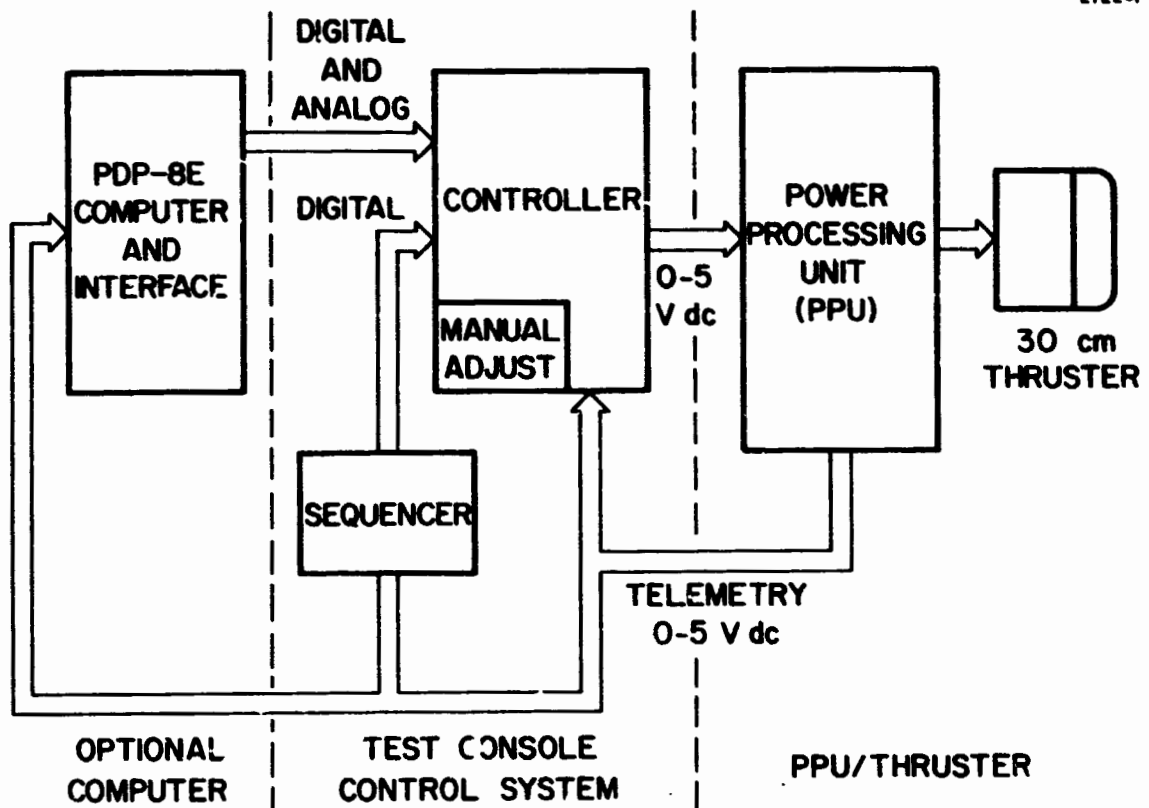 DIGITAL
AND
ANALOG
PDP-8E
COMPUTER
AND
INTERFACE
DIGITAL
CONTROLLER
MANUAL
ADJUST
0-5
V dc
POWER
PROCESSING
UNIT
(PPU)
30 cm
THRUSTER
SEQUENCER
TELEMETRY
0-5 V dc
OPTIONAL
COMPUTER
TEST CONSOLE
CONTROL SYSTEM
PPU/THRUSTER